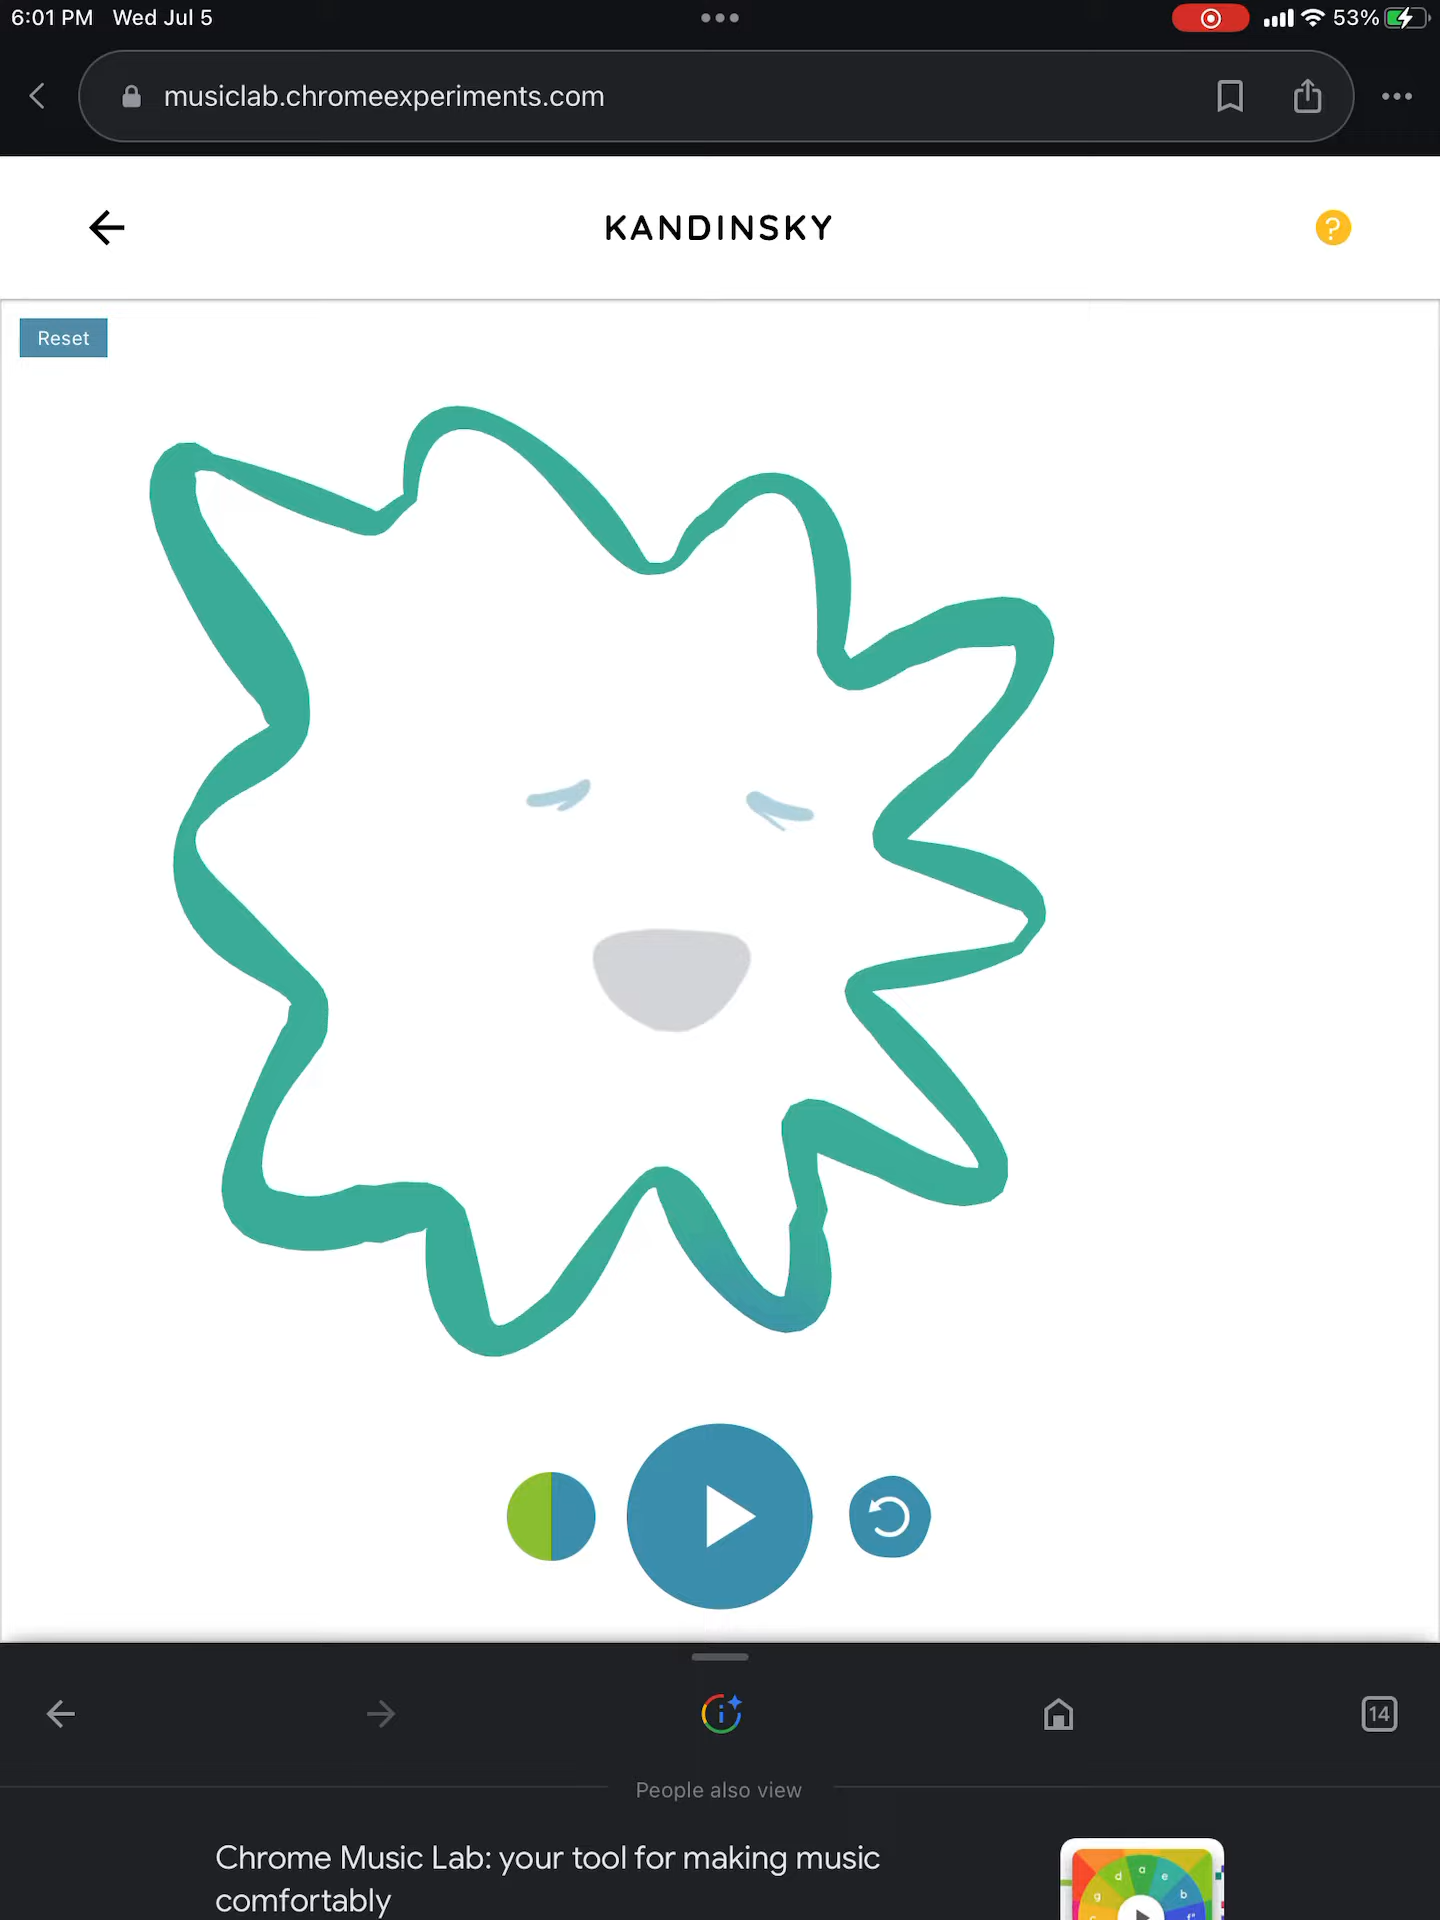 6:01 PM Wed Jul 5
53%
musiclab.chromeexperiments.com
KANDINSKY
?
Reset
14
People also view
Chrome Music Lab: your tool for making music
comfortably
d a e
g b